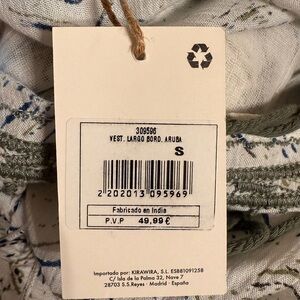 309596
VEST. LARGO BORD. ARUBA
S
2 202013 095969
Fabricado en India
P.V.P 49,99 €
Importado por: KIRAWIRA, S.L. ESB81091258
C/ Isla de la Palma 32, Nave 7
28703 S.S.Reyes · Madrid · España